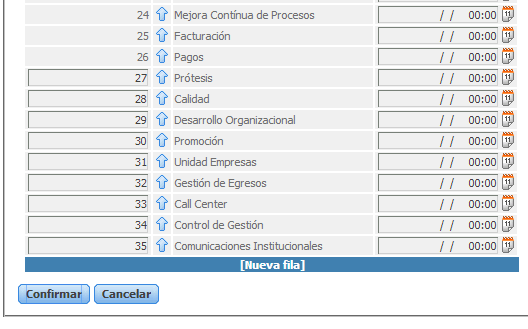 24 Mejora Contínua de Procesos / / 00:00
25 Facturación / / 00:00
26 Pagos / / 00:00
27 Prótesis / / 00:00
28 Calidad / / 00:00
29 Desarrollo Organizacional / / 00:00
30 Promoción / / 00:00
31 Unidad Empresas / / 00:00
32 Gestión de Egresos / / 00:00
33 Call Center / / 00:00
34 Control de Gestión / / 00:00
35 Comunicaciones Institucionales / / 00:00
[Nueva fila]
Confirmar Cancelar